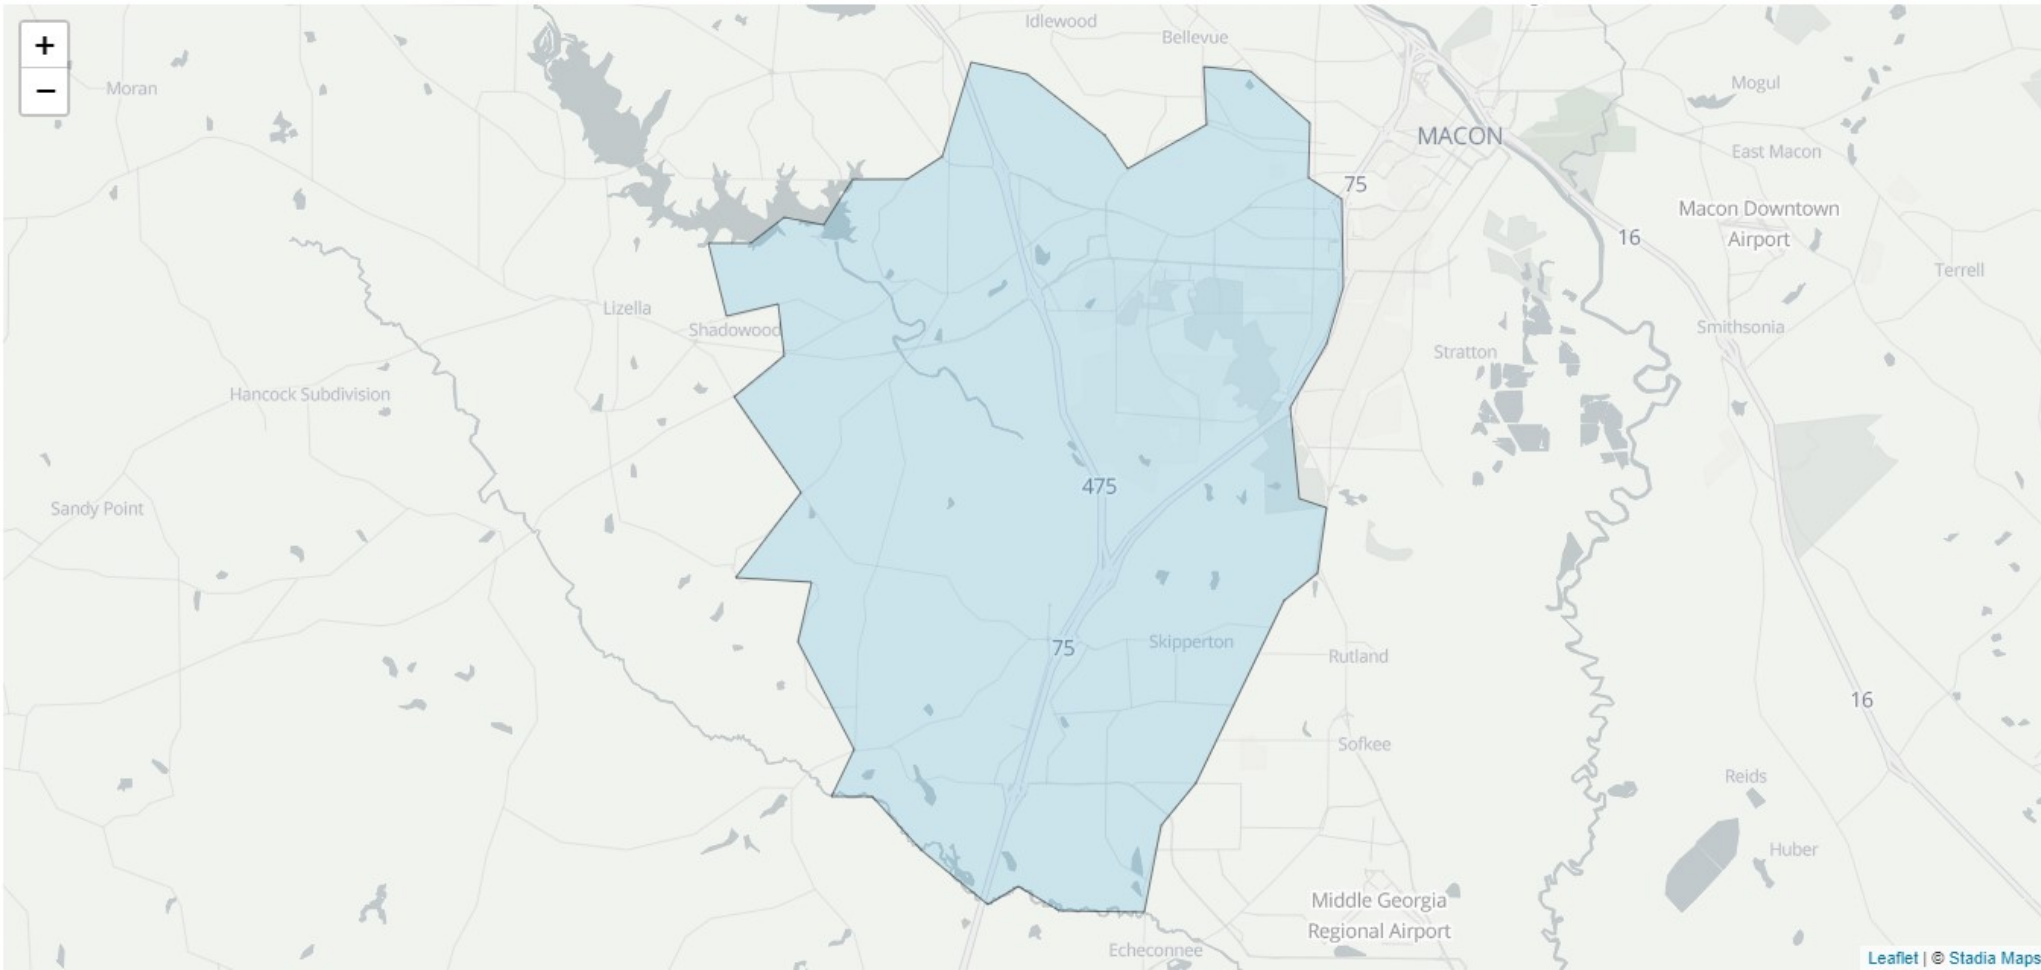 +
−
Idlewood
Bellevue
Moran
Mogul
MACON
East Macon
75
Macon Downtown
Airport
16
Terrell
Lizella
Shadowood
Smithsonia
Stratton
Hancock Subdivision
475
Sandy Point
Skipperton
75
Rutland
16
Sofkee
Reids
Huber
Middle Georgia
Regional Airport
Echeconnee
Leaflet | © Stadia Maps